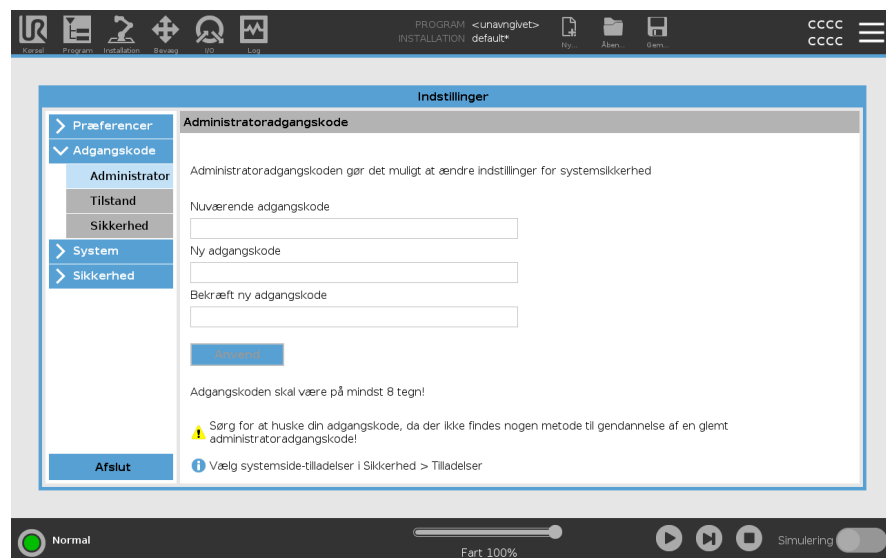 UR
Kørsel
Program
Installation
Bevæg
I/O
Log
PROGRAM <unavngivet>
INSTALLATION default*
Ny...
Åben...
Gem...
cccc
cccc
Indstillinger
Præferencer
Adgangskode
Administrator
Tilstand
Sikkerhed
System
Sikkerhed
Afslut
Administratoradgangskode
Administratoradgangskoden gør det muligt at ændre indstillinger for systemsikkerhed
Nuværende adgangskode
Ny adgangskode
Bekræft ny adgangskode
Anvend
Adgangskoden skal være på mindst 8 tegn!
Sørg for at huske din adgangskode, da der ikke findes nogen metode til gendannelse af en glemt
administratoradgangskode!
Vælg systemside-tilladelser i Sikkerhed > Tilladelser
Normal
Fart 100%
Simulering